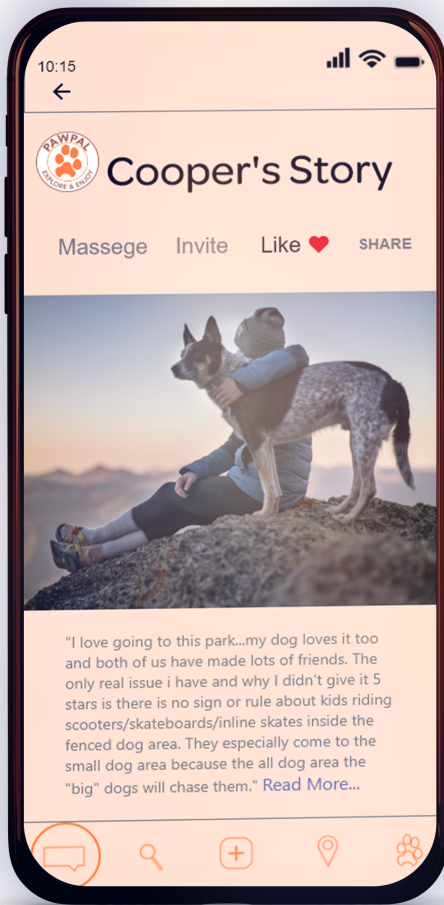 10:15
PAWPAL
EXPLORE & ENJOY
Cooper's Story
Massege Invite Like SHARE
"I love going to this park...my dog loves it too
and both of us have made lots of friends. The
only real issue i have and why I didn't give it 5
stars is there is no sign or rule about kids riding
scooters/skateboards/inline skates inside the
fenced dog area. They especially come to the
small dog area because the all dog area the
"big" dogs will chase them." Read More...